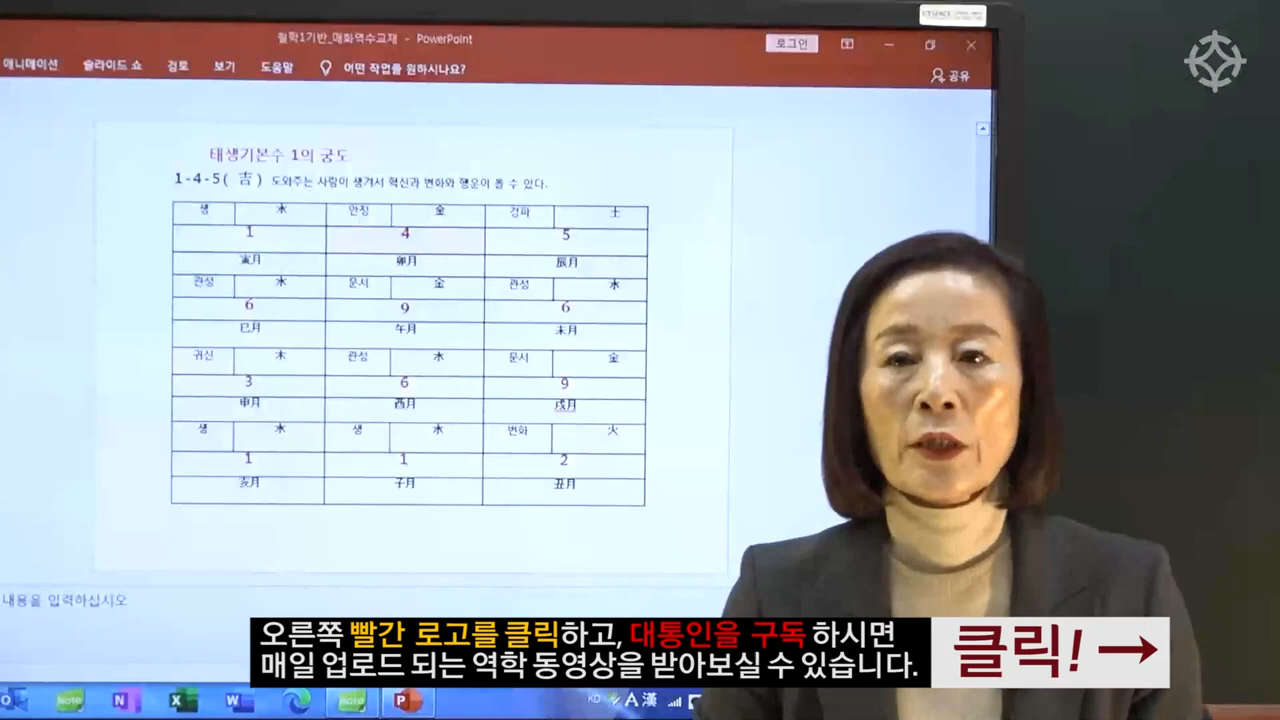 철학1기반_매화역수교재 - PowerPoint
로그인
애니메이션 슬라이드 쇼 검토 보기 도움말 어떤 작업을 원하시나요?
공유
태생기본수 1의 궁도
1-4-5( 吉 ) 도와주는 사람이 생겨서 혁신과 변화와 행운이 올 수 있다.
생 水 안정 金 경파 土
1 4 5
寅月 卯月 辰月
관성 水 문서 金 관성 水
6 9 6
巳月 午月 未月
귀신 木 관성 水 문서 金
3 6 9
申月 酉月 戌月
생 水 생 水 변화 火
1 1 2
亥月 子月 丑月
내용을 입력하십시오
오른쪽 빨간 로고를 클릭하고, 대통인을 구독 하시면
매일 업로드 되는 역학 동영상을 받아보실 수 있습니다.
클릭! →
A 漢